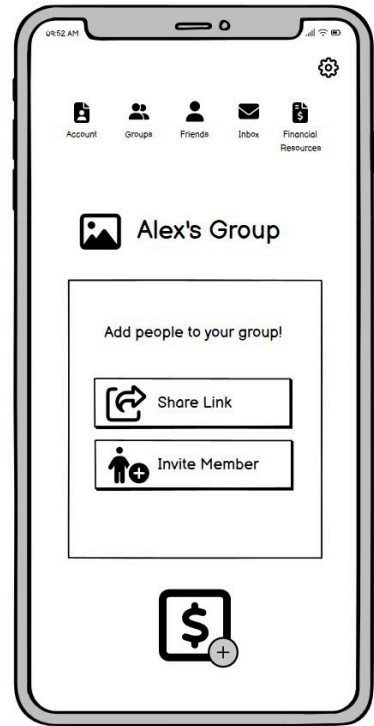 09:52 AM
Account Groups Friends Inbox Financial
Resources
Alex's Group
Add people to your group!
Share Link
Invite Member